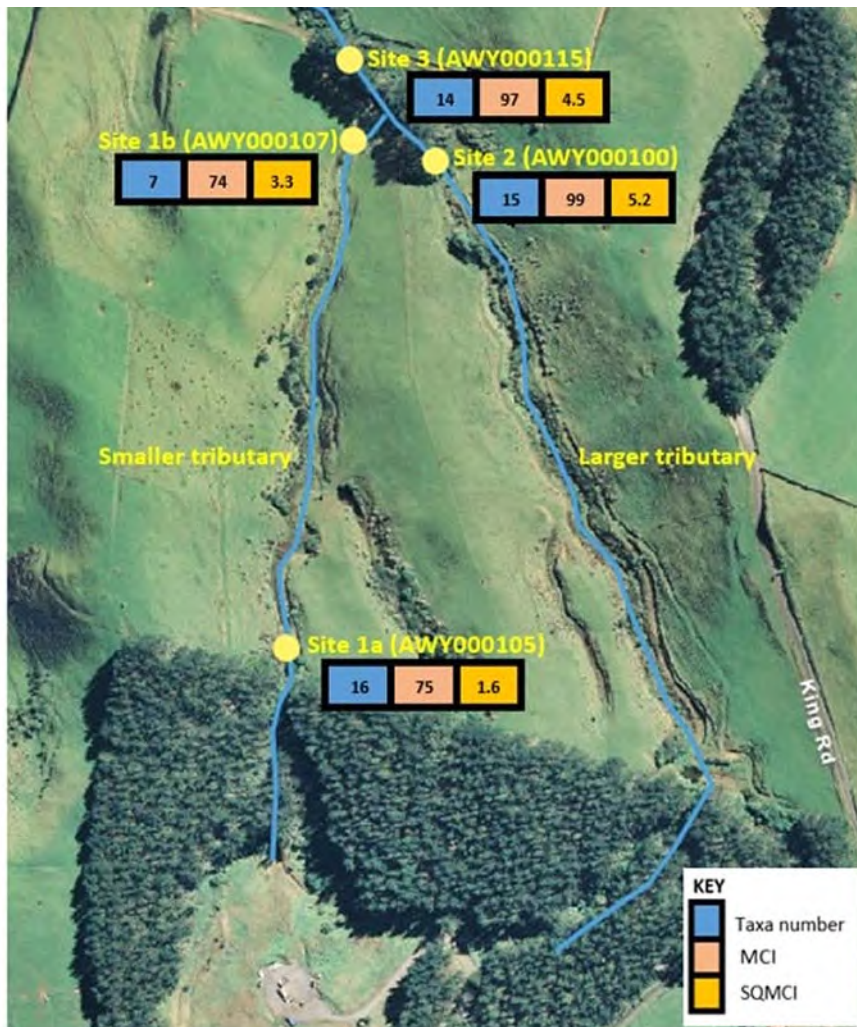 Site 3 (AWY000115)
14 97 4.5
Site 1b (AWY000107)
7 74 3.3
Site 2 (AWY000100)
15 99 5.2
Smaller tributary
Larger tributary
Site 1a (AWY000105)
16 75 1.6
King Rd
KEY
Taxa number
MCI
SQMCI